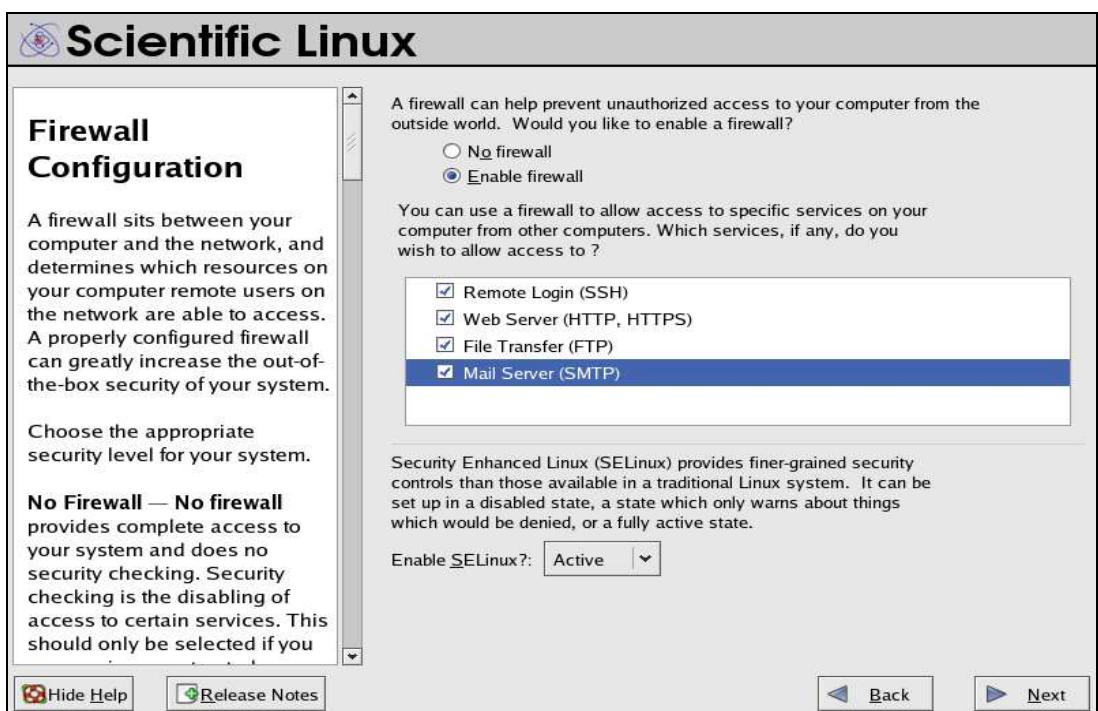 Scientific Linux
Firewall
Configuration
A firewall sits between your
computer and the network, and
determines which resources on
your computer remote users on
the network are able to access.
A properly configured firewall
can greatly increase the out-of-
the-box security of your system.
Choose the appropriate
security level for your system.
No Firewall — No firewall
provides complete access to
your system and does no
security checking. Security
checking is the disabling of
access to certain services. This
should only be selected if you
A firewall can help prevent unauthorized access to your computer from the
outside world.  Would you like to enable a firewall?
No firewall
Enable firewall
You can use a firewall to allow access to specific services on your
computer from other computers. Which services, if any, do you
wish to allow access to ?
Remote Login (SSH)
Web Server (HTTP, HTTPS)
File Transfer (FTP)
Mail Server (SMTP)
Security Enhanced Linux (SELinux) provides finer-grained security
controls than those available in a traditional Linux system.  It can be
set up in a disabled state, a state which only warns about things
which would be denied, or a fully active state.
Enable SELinux?: Active
Hide Help
Release Notes
Back
Next